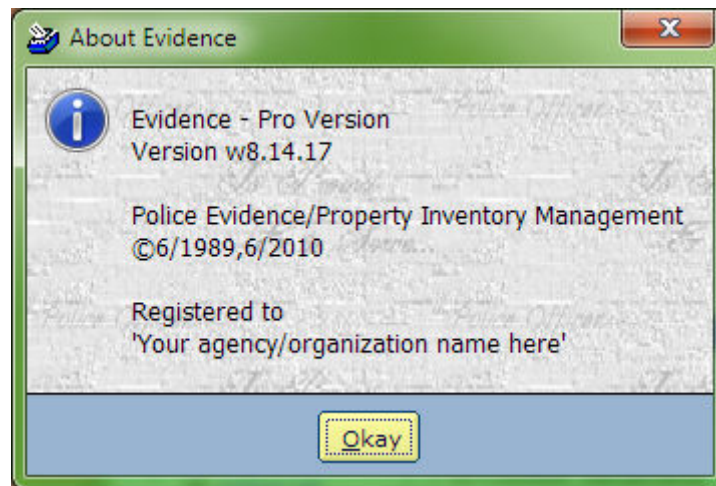 About Evidence
Evidence - Pro Version
Version w8.14.17
Police Evidence/Property Inventory Management
©6/1989,6/2010
Registered to
'Your agency/organization name here'
Okay